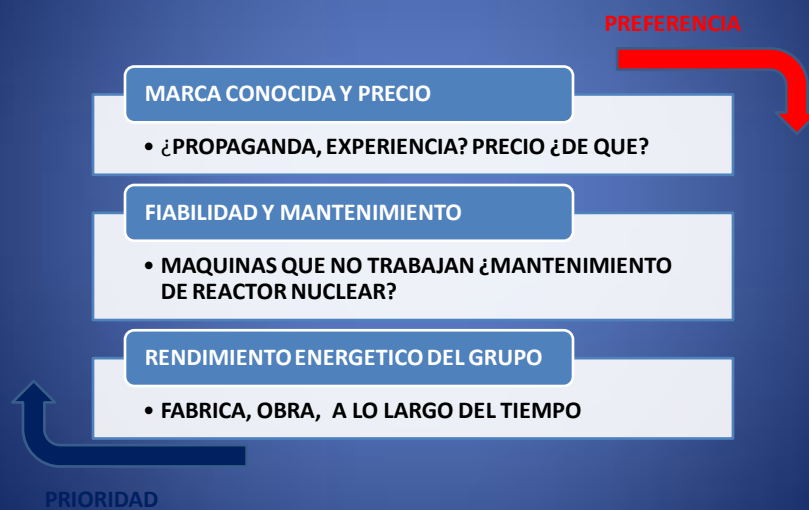 PREFERENCIA
MARCA CONOCIDA Y PRECIO
• ¿PROPAGANDA, EXPERIENCIA? PRECIO ¿DE QUE?
FIABILIDAD Y MANTENIMIENTO
• MAQUINAS QUE NO TRABAJAN ¿MANTENIMIENTO
DE REACTOR NUCLEAR?
RENDIMIENTO ENERGETICO DEL GRUPO
• FABRICA, OBRA, A LO LARGO DEL TIEMPO
PRIORIDAD